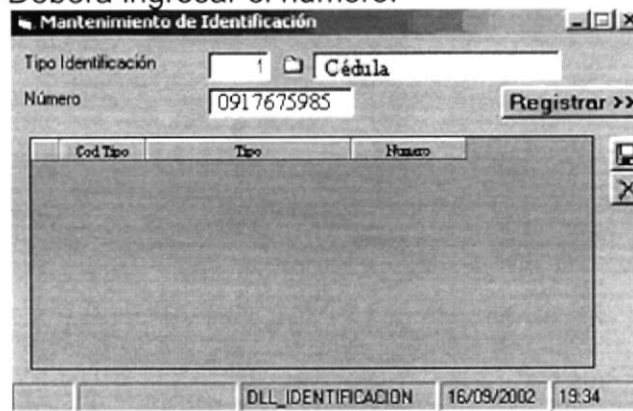 Deberá ingresar el número.
Mantenimiento de Identificación
Tipo Identificación 1 Cédula
Número 0917675985 Registrar >>
Cod Tipo Tipo Numero
DLL_IDENTIFICACION 16/09/2002 19:34